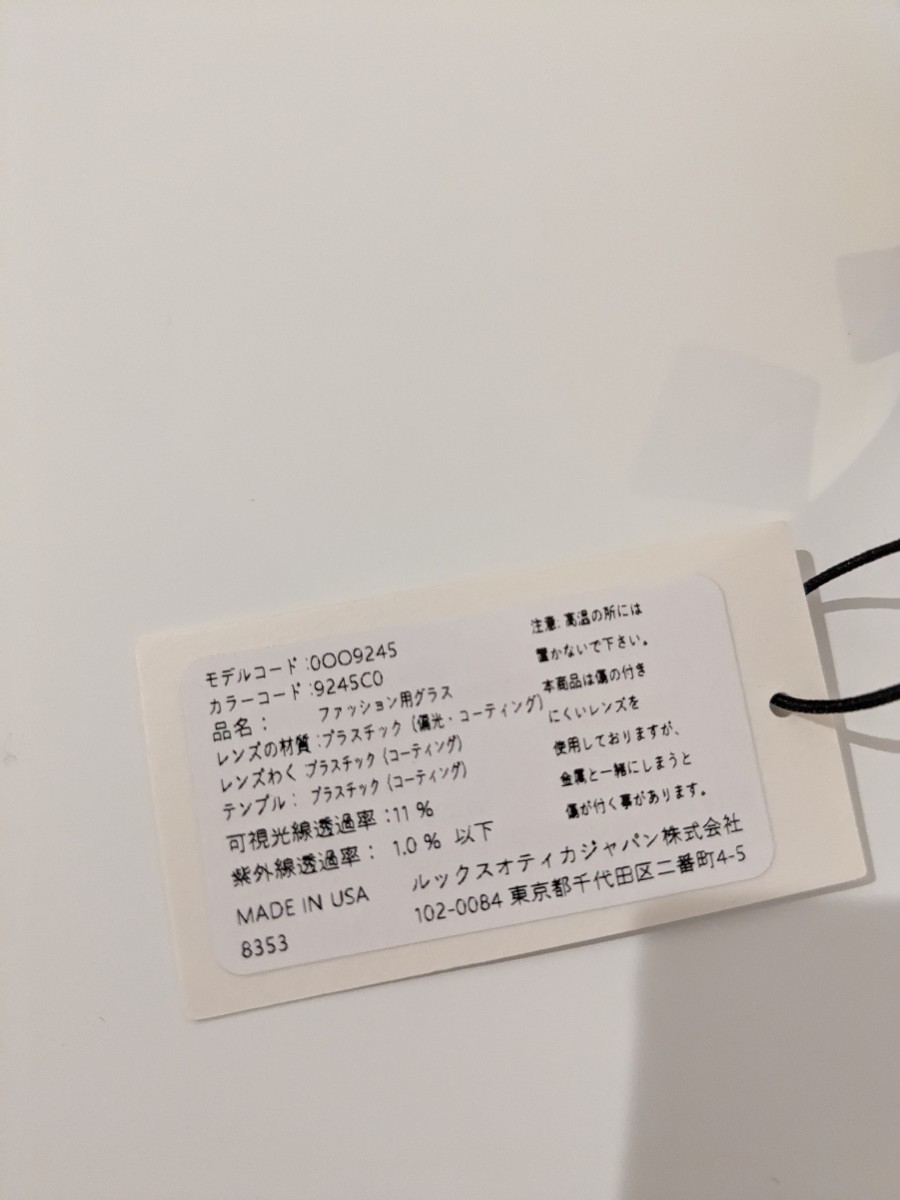 モデルコード :0OO9245
カラーコード :9245C0
品名： ファッション用グラス
レンズの材質 :プラスチック (偏光・コーティング)
レンズわく プラスチック (コーティング)
テンプル： プラスチック (コーティング)
可視光線透過率 :11 %
紫外線透過率： 1.0 % 以下
MADE IN USA
8353
注意: 高温の所には
置かないで下さい。
本商品は傷の付き
にくいレンズを
使用しておりますが、
金属と一緒にしまうと
傷が付く事があります。
ルックスオティカジャパン株式会社
102-0084 東京都千代田区二番町4-5